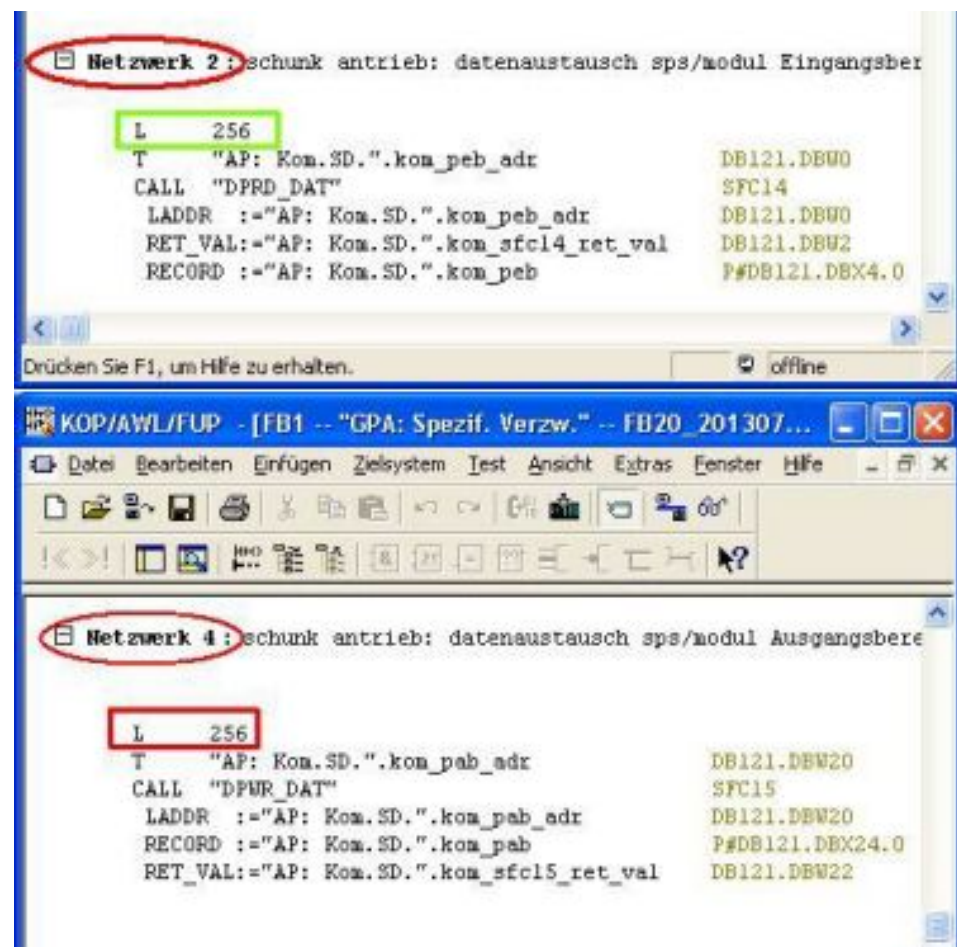 Netzwerk 2: schunk antrieb: datenaustausch sps/modul Eingangsber
L 256
T "AP: Kom.SD.".kom_peb_adr DB121.DBW0
CALL "DPRD_DAT" SFC14
LADDR :="AP: Kom.SD.".kom_peb_adr DB121.DBW0
RET_VAL:="AP: Kom.SD.".kom_sfc14_ret_val DB121.DBW2
RECORD :="AP: Kom.SD.".kom_peb P#DB121.DBX4.0
Drücken Sie F1, um Hilfe zu erhalten. offline
KOP/AWL/FUP - [FB1 -- "GPA: Spezif. Verzw." -- FB20_201307...
Datei Bearbeiten Einfügen Zielsystem Test Ansicht Extras Fenster Hilfe
Netzwerk 4: schunk antrieb: datenaustausch sps/modul Ausgangsbere
L 256
T "AP: Kom.SD.".kom_pab_adr DB121.DBW20
CALL "DPWR_DAT" SFC15
LADDR :="AP: Kom.SD.".kom_pab_adr DB121.DBW20
RECORD :="AP: Kom.SD.".kom_pab P#DB121.DBX24.0
RET_VAL:="AP: Kom.SD.".kom_sfc15_ret_val DB121.DBW22